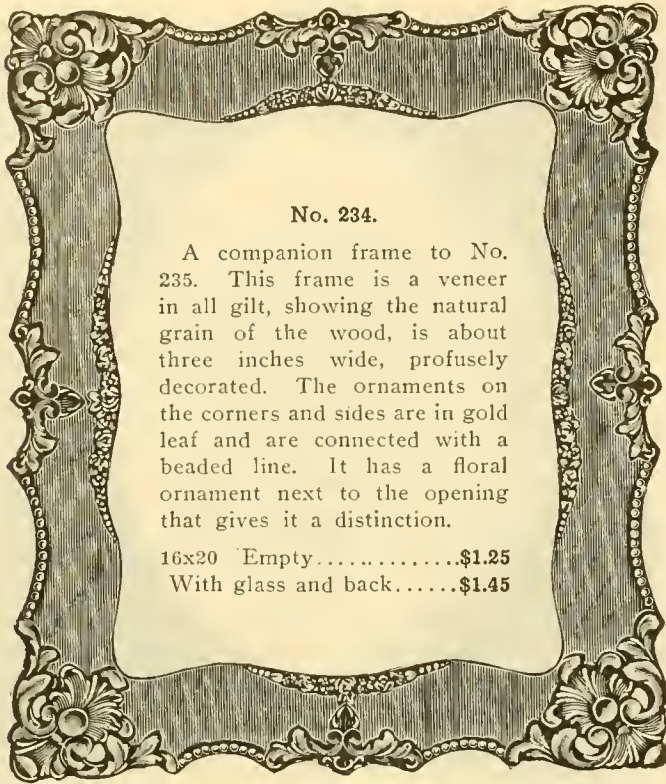 No. 234.
A companion frame to No.
235. This frame is a veneer
in all gilt, showing the natural
grain of the wood, is about
three inches wide, profusely
decorated. The ornaments on
the corners and sides are in gold
leaf and are connected with a
beaded line. It has a floral
ornament next to the opening
that gives it a distinction.
16x20 Empty..............$1.25
With glass and back......$1.45